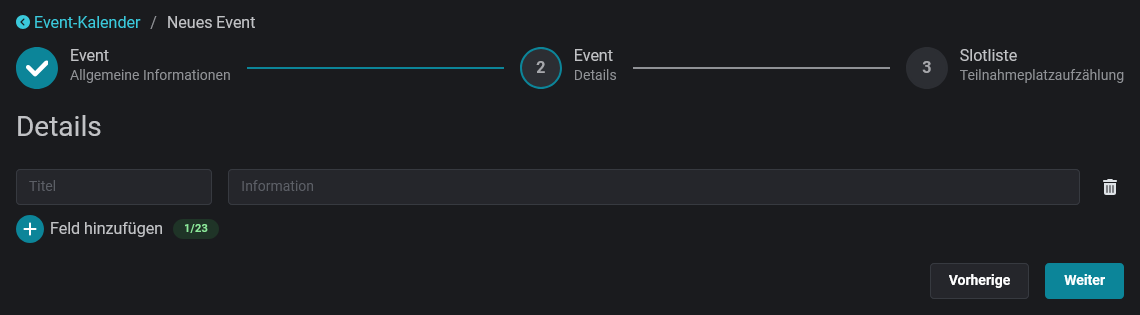 Event-Kalender / Neues Event
Event
Allgemeine Informationen
2
Event
Details
3
Slotliste
Teilnahmeplatzaufzählung
Details
Titel
Information
Feld hinzufügen 1/23
Vorherige
Weiter